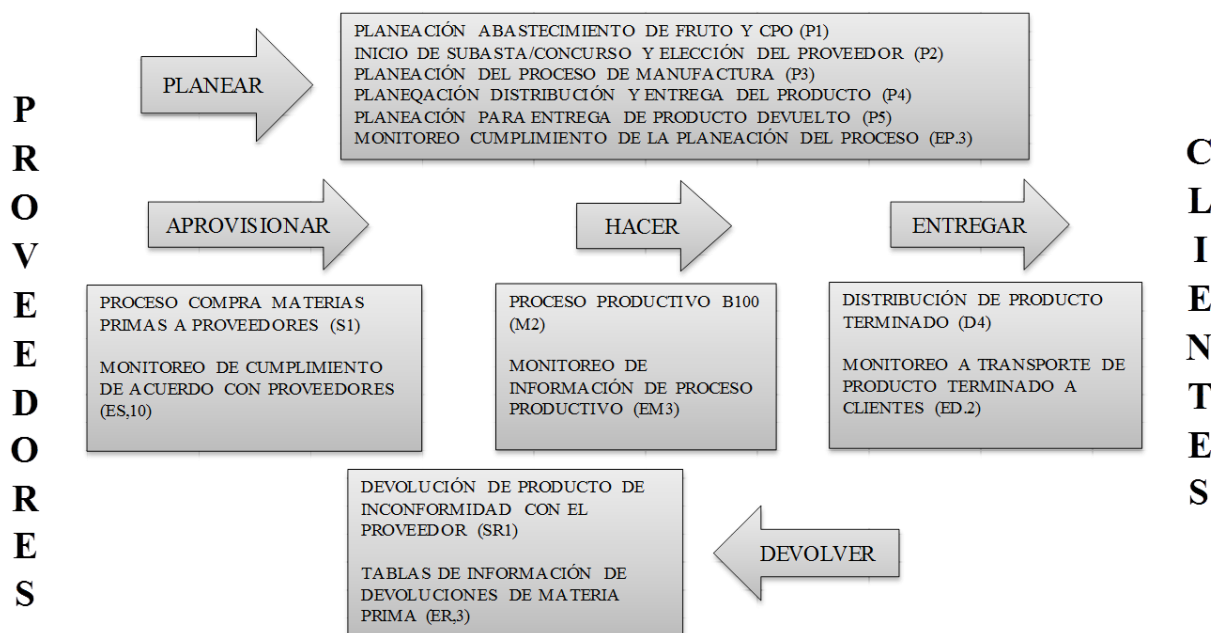 PROVEEDORES
PLANEAR
PLANEACIÓN ABASTECIMIENTO DE FRUTO Y CPO (P1)
INICIO DE SUBASTA/CONCURSO Y ELECCIÓN DEL PROVEEDOR (P2)
PLANEACIÓN DEL PROCESO DE MANUFACTURA (P3)
PLANEQACIÓN DISTRIBUCIÓN Y ENTREGA DEL PRODUCTO (P4)
PLANEACIÓN PARA ENTREGA DE PRODUCTO DEVUELTO (P5)
MONITOREO CUMPLIMIENTO DE LA PLANEACIÓN DEL PROCESO (EP.3)
APROVISIONAR
PROCESO COMPRA MATERIAS
PRIMAS A PROVEEDORES (S1)
MONITOREO DE CUMPLIMIENTO
DE ACUERDO CON PROVEEDORES
(ES,10)
HACER
PROCESO PRODUCTIVO B100
(M2)
MONITOREO DE
INFORMACIÓN DE PROCESO
PRODUCTIVO (EM3)
ENTREGAR
DISTRIBUCIÓN DE PRODUCTO
TERMINADO (D4)
MONITOREO A TRANSPORTE DE
PRODUCTO TERMINADO A
CLIENTES (ED.2)
DEVOLVER
DEVOLUCIÓN DE PRODUCTO DE
INCONFORMIDAD CON EL
PROVEEDOR (SR1)
TABLAS DE INFORMACIÓN DE
DEVOLUCIONES DE MATERIA
PRIMA (ER,3)
CLIENTES